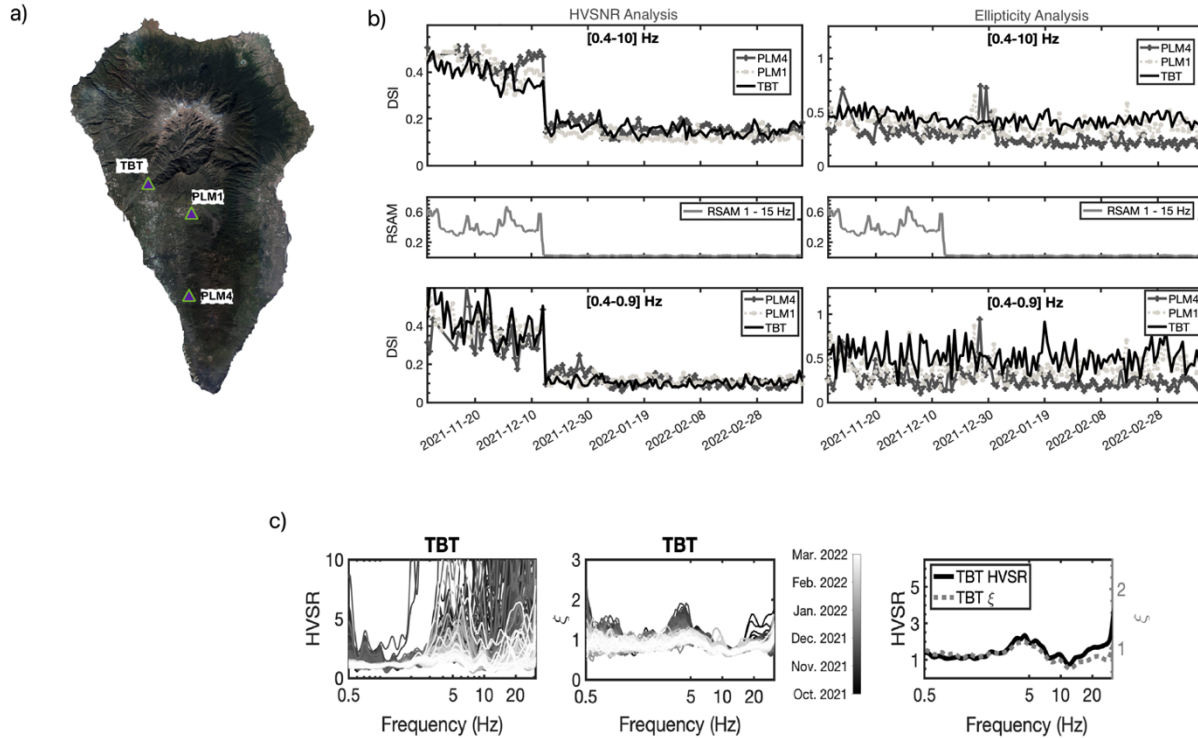 a)
TBT
PLM1
PLM4
b)
HVSNR Analysis
[0.4-10] Hz
PLM4
PLM1
TBT
DSI
0.4
0.2
0
RSAM 1 - 15 Hz
RSAM
0.6
0.2
[0.4-0.9] Hz
PLM4
PLM1
TBT
DSI
0.4
0.2
0
2021-11-20
2021-12-10
2021-12-30
2022-01-19
2022-02-08
2022-02-28
Ellipticity Analysis
[0.4-10] Hz
PLM4
PLM1
TBT
1
0.5
0
RSAM 1 - 15 Hz
0.6
0.2
[0.4-0.9] Hz
PLM4
PLM1
TBT
1
0.5
0
2021-11-20
2021-12-10
2021-12-30
2022-01-19
2022-02-08
2022-02-28
c)
TBT
HVSR
10
5
0
0.5 5 10 20
Frequency (Hz)
TBT
ξ
3
2
1
0
0.5 5 10 20
Frequency (Hz)
Mar. 2022
Feb. 2022
Jan. 2022
Dec. 2021
Nov. 2021
Oct. 2021
TBT HVSR
TBT ξ
HVSR
5
3
1
2
1
ξ
0.5 5 10 20
Frequency (Hz)